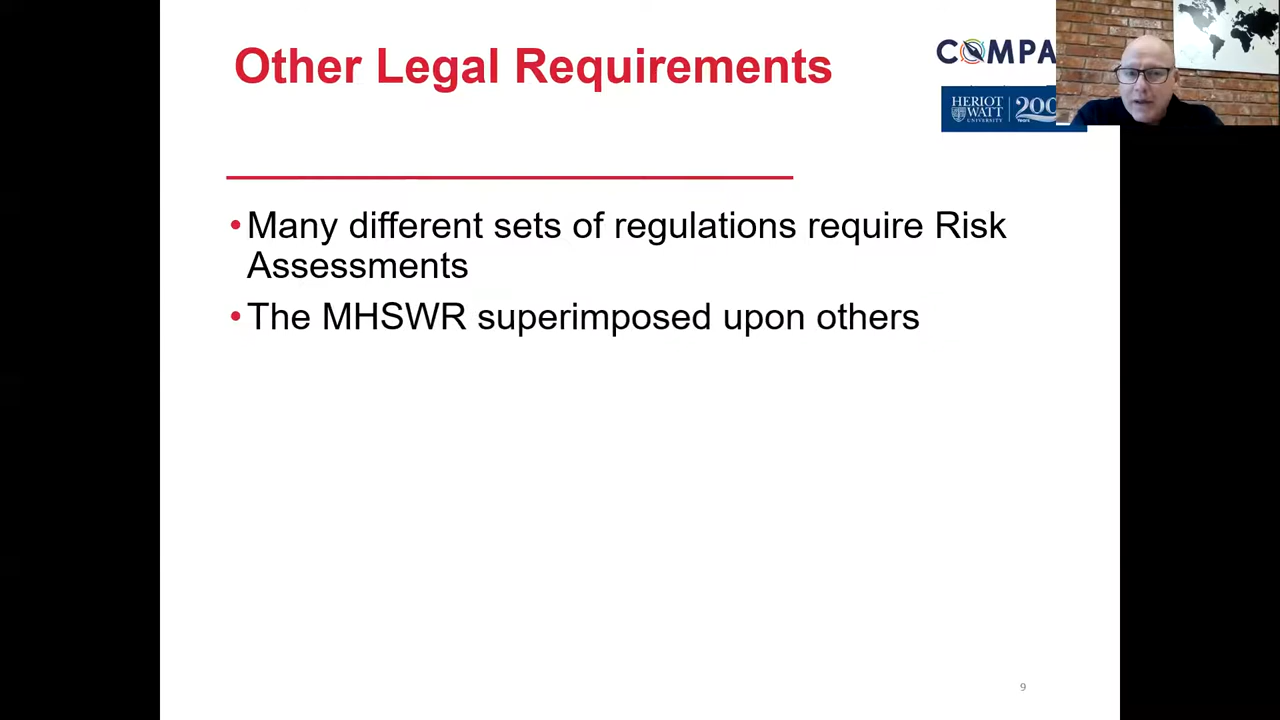 Other Legal Requirements
COMPA
HERIOT
WATT
UNIVERSITY
200
YEARS
•Many different sets of regulations require Risk
Assessments
•The MHSWR superimposed upon others
9